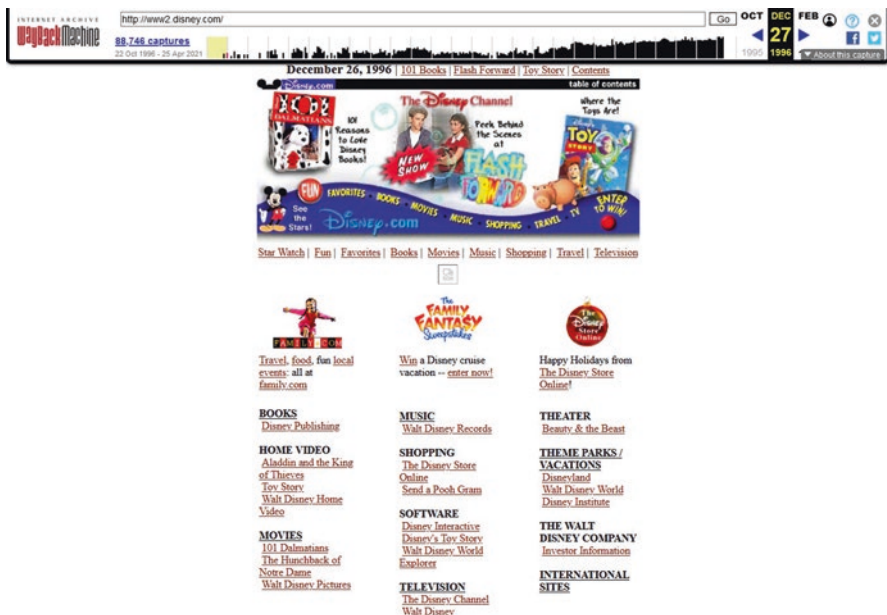 INTERNET ARCHIVE
WayBackMachine
http://www2.disney.com/
Go
OCT DEC FEB
88,746 captures
27
22 Oct 1996 - 25 Apr 2021
1995 1996
About this capture
December 26, 1996 | 101 Books | Flash Forward | Toy Story | Contents
Disney.com
table of contents
101 DALMATIANS
101 Reasons to Love Disney Books!
The Disney Channel
NEW SHOW
Peek Behind the Scenes at
FLASH FORWARD
Where the Toys Are!
TOY STORY
See the Stars!
FUN FAVORITES • BOOKS • MOVIES • MUSIC • SHOPPING • TRAVEL • TV
ENTER TO WIN!
Disney.com
Star Watch | Fun | Favorites | Books | Movies | Music | Shopping | Travel | Television
FAMILY.COM
Travel, food, fun local
events: all at
family.com
The
FAMILY
FANTASY
Sweepstakes
Win a Disney cruise
vacation -- enter now!
The
Disney
Store
Online
Happy Holidays from
The Disney Store
Online!
BOOKS
Disney Publishing
HOME VIDEO
Aladdin and the King
of Thieves
Toy Story
Walt Disney Home
Video
MOVIES
101 Dalmatians
The Hunchback of
Notre Dame
Walt Disney Pictures
MUSIC
Walt Disney Records
SHOPPING
The Disney Store
Online
Send a Pooh Gram
SOFTWARE
Disney Interactive
Disney's Toy Story
Walt Disney World
Explorer
TELEVISION
The Disney Channel
Walt Disney
THEATER
Beauty & the Beast
THEME PARKS /
VACATIONS
Disneyland
Walt Disney World
Disney Institute
THE WALT
DISNEY COMPANY
Investor Information
INTERNATIONAL
SITES